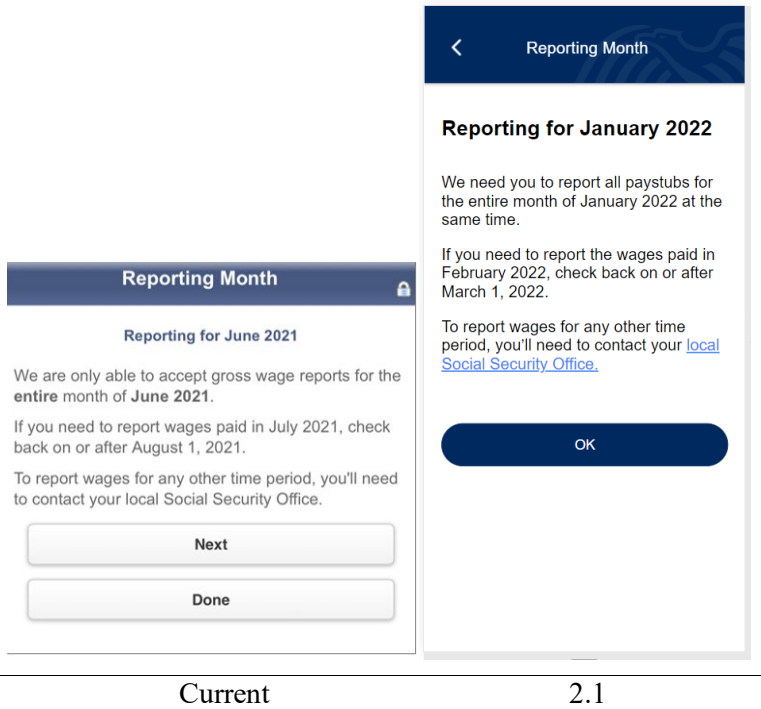 Reporting Month
Reporting for June 2021
We are only able to accept gross wage reports for the
entire month of June 2021.
If you need to report wages paid in July 2021, check
back on or after August 1, 2021.
To report wages for any other time period, you'll need
to contact your local Social Security Office.
Next
Done
Current
Reporting Month
Reporting for January 2022
We need you to report all paystubs for
the entire month of January 2022 at the
same time.
If you need to report the wages paid in
February 2022, check back on or after
March 1, 2022.
To report wages for any other time
period, you'll need to contact your local
Social Security Office.
OK
2.1